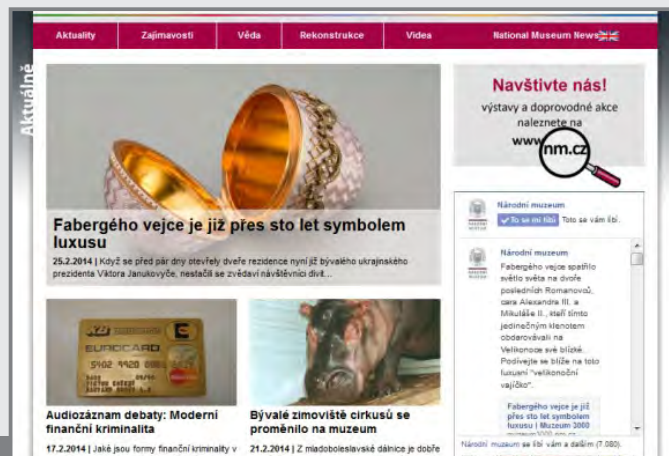 Aktuality
Zajímavosti
Věda
Rekonstrukce
Videa
National Museum News
Aktuálně
Fabergého vejce je již přes sto let symbolem
luxusu
25.2.2014 | Když se před pár dny otevřely dveře rezidence nyní již bývalého ukrajinského
prezidenta Viktora Janukovyče, nestačili se zvědaví návštěvníci divit...
Navštivte nás!
výstavy a doprovodné akce
naleznete na
www.nm.cz
Národní muzeum
To se mi líbí Toto se vám líbí.
Národní muzeum
Fabergého vejce spatřilo
světlo světa na dvoře
posledních Romanovců,
cara Alexandra III. a
Mikuláše II., kteří tímto
jedinečným klenotem
obdarovávali na
Velikonoce své blízké.
Podívejte se blíže na toto
luxusní "velikonoční
vajíčko".
Fabergého vejce je již
přes sto let symbolem
luxusu | Muzeum 3000
Národní muzeum se líbí vám a dalším (7.080).
KB
E
EUROCARD
5402 9920
MasterCard
Audiozáznam debaty: Moderní
finanční kriminalita
17.2.2014 | Jaké jsou formy finanční kriminality v
Bývalé zimoviště cirkusů se
proměnilo na muzeum
21.2.2014 | Z mladoboleslavské dálnice je dobře